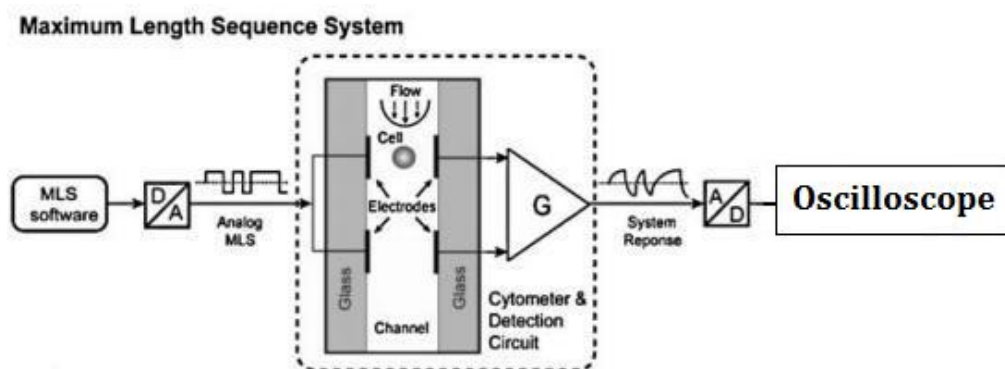 Maximum Length Sequence System
Flow
Cell
MLS
software
D
A
Analog
MLS
Electrodes
G
System
Reponse
A
D
Oscilloscope
Glass
Glass
Channel
Cytometer &
Detection
Circuit